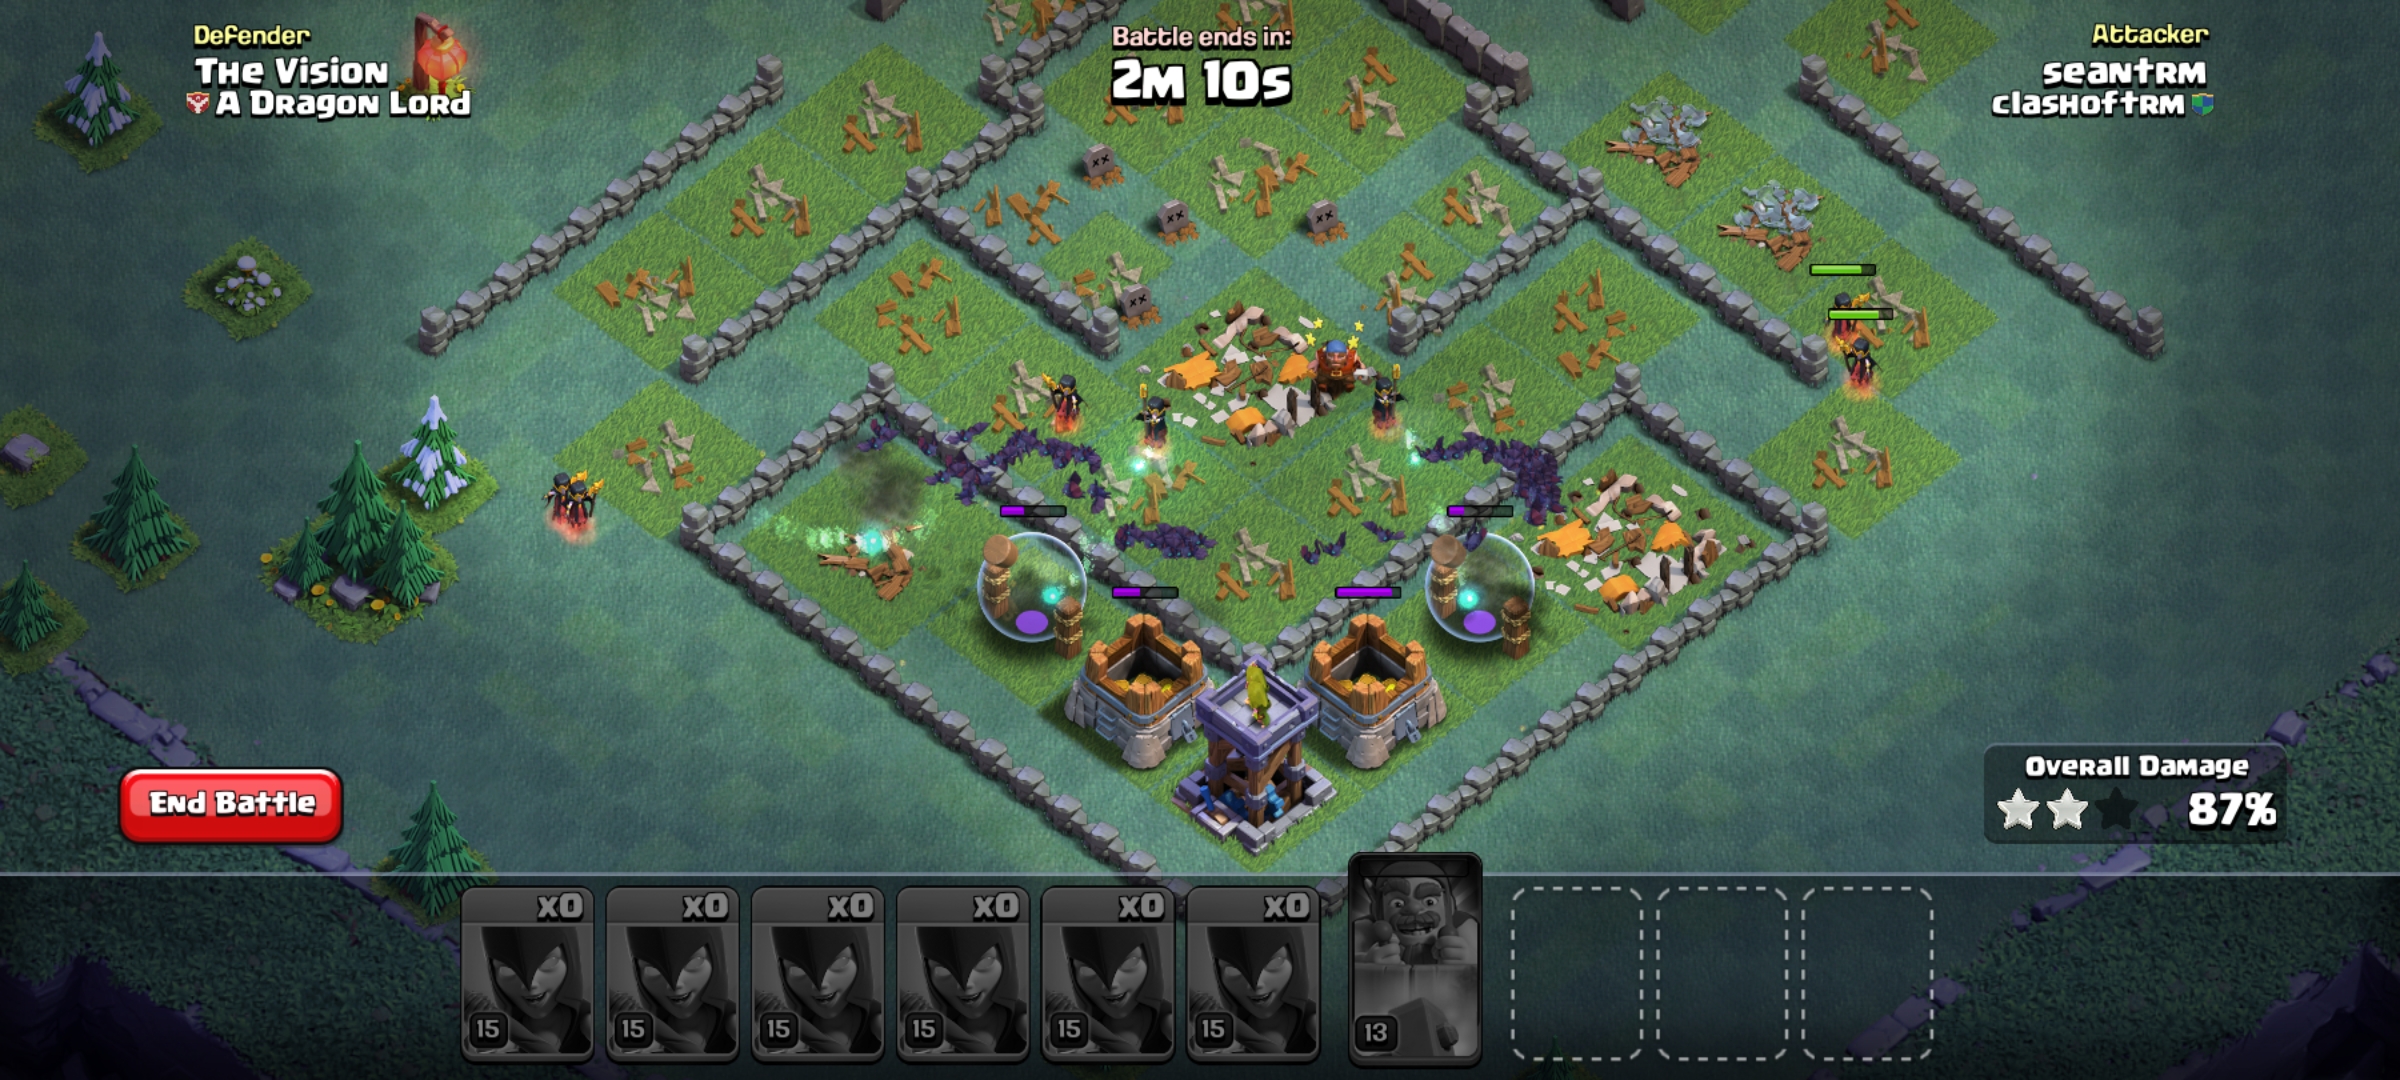 Defender
The Vision
A Dragon Lord
Battle ends in:
2M 10s
Attacker
seantrm
clashoftrm
End Battle
Overall Damage
87%
x0
x0
x0
x0
x0
x0
15
15
15
15
15
15
13